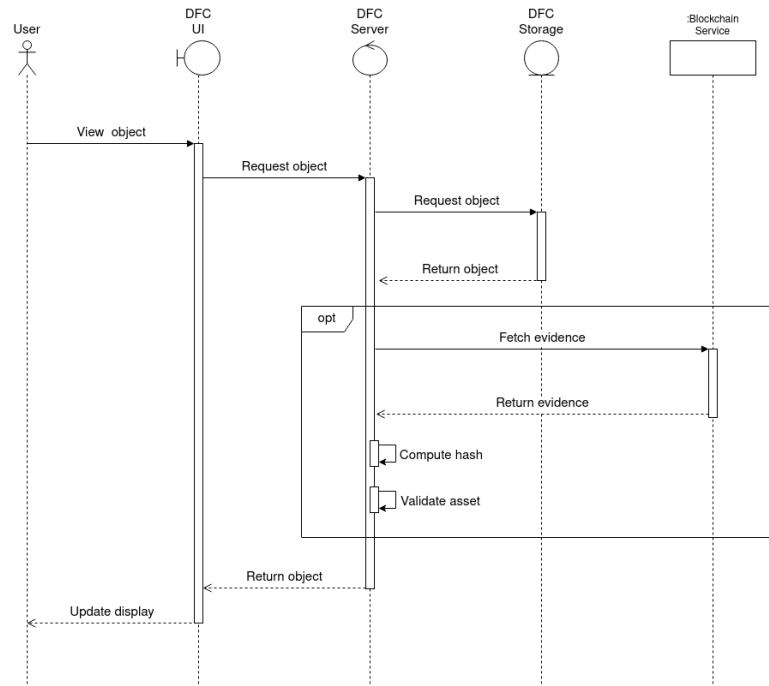 User
DFC
UI
DFC
Server
DFC
Storage
:Blockchain
Service
View object
Request object
Request object
Return object
opt
Fetch evidence
Return evidence
Compute hash
Validate asset
Return object
Update display